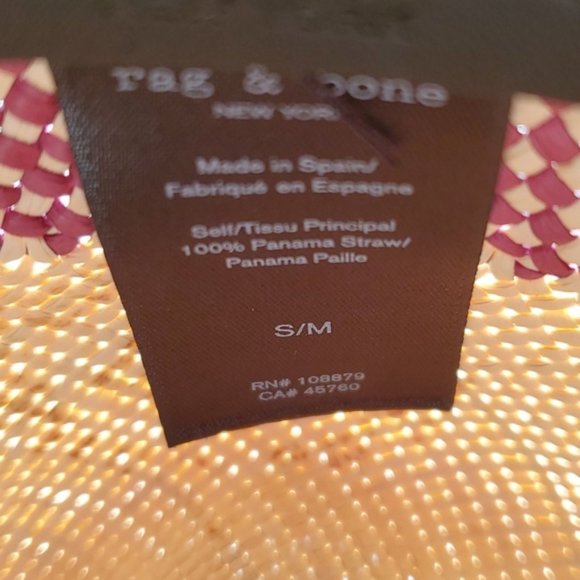 rag & bone
NEW YORK
Made in Spain/
Fabriqué en Espagne
Self/Tissu Principal
100% Panama Straw/
Panama Paille
S/M
RN# 108879
CA# 45760